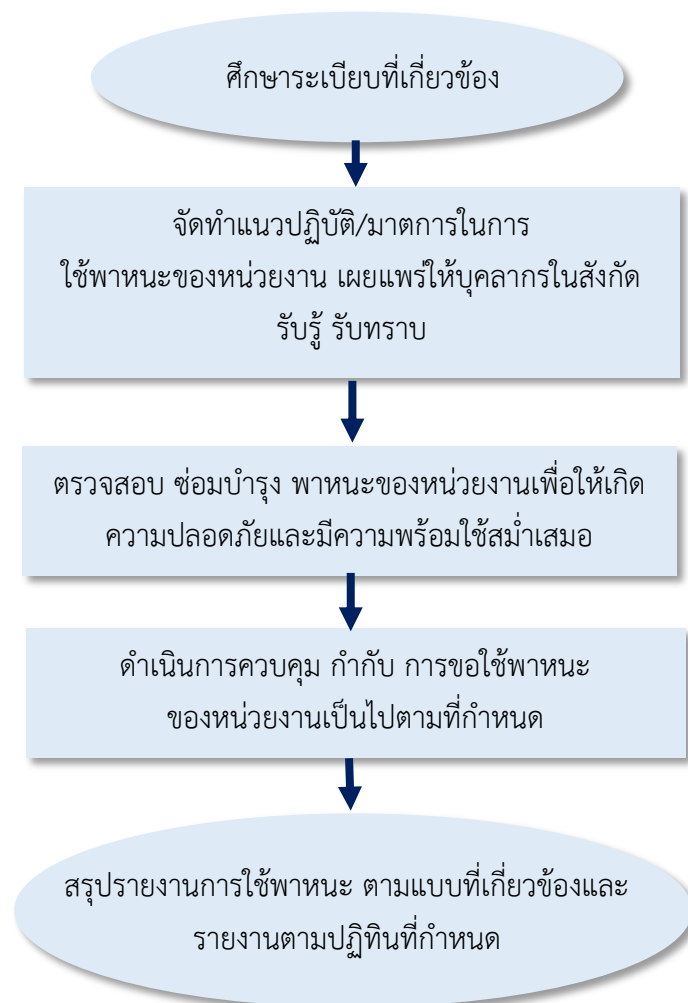 ศึกษาระเบียบที่เกี่ยวข้อง
จัดทำแนวปฏิบัติ/มาตการในการ
ใช้พาหนะของหน่วยงาน เผยแพร่ให้บุคลากรในสังกัด
รับรู้ รับทราบ
ตรวจสอบ ซ่อมบำรุง พาหนะของหน่วยงานเพื่อให้เกิด
ความปลอดภัยและมีความพร้อมใช้สม่ำเสมอ
ดำเนินการควบคุม กำกับ การขอใช้พาหนะ
ของหน่วยงานเป็นไปตามที่กำหนด
สรุปรายงานการใช้พาหนะ ตามแบบที่เกี่ยวข้องและ
รายงานตามปฏิทินที่กำหนด